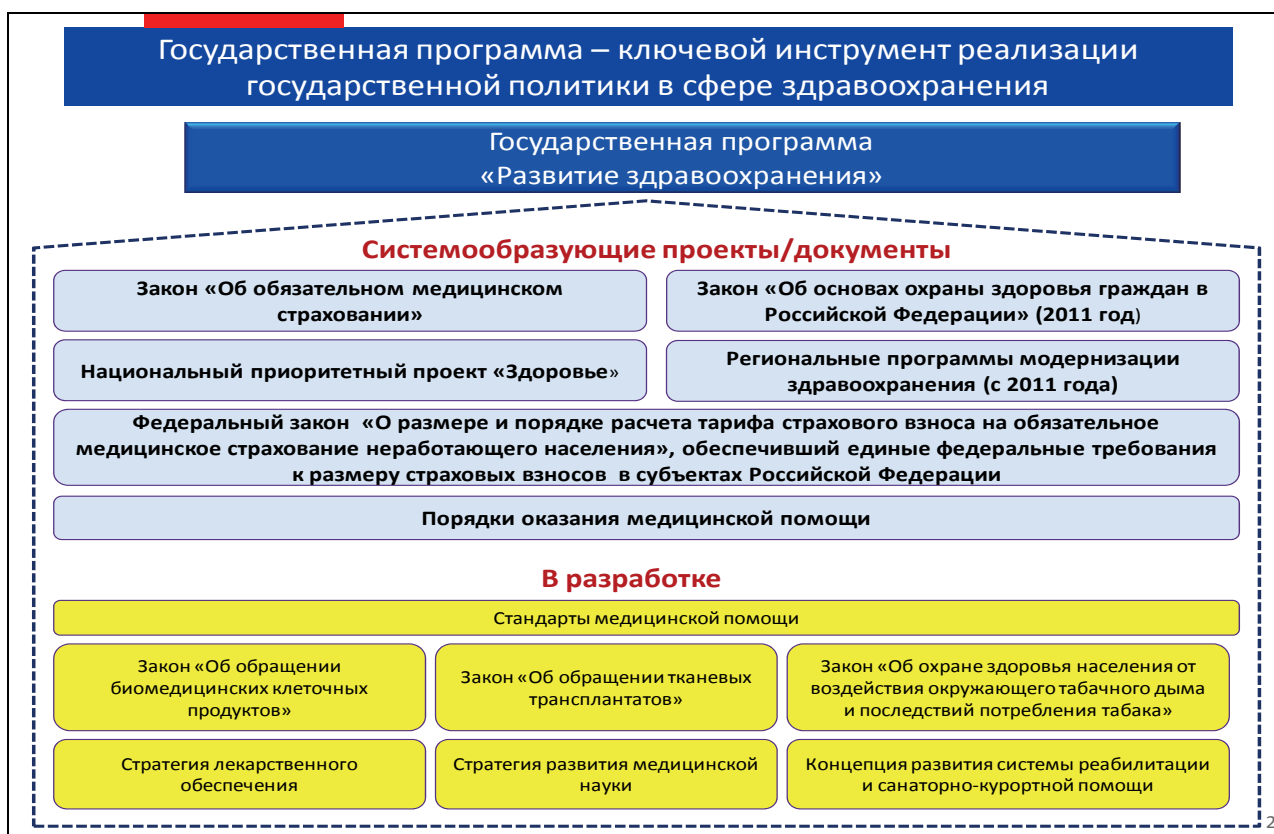 Государственная программа – ключевой инструмент реализации
государственной политики в сфере здравоохранения
Государственная программа
«Развитие здравоохранения»
Системообразующие проекты/документы
Закон «Об обязательном медицинском
страховании»
Закон «Об основах охраны здоровья граждан в
Российской Федерации» (2011 год)
Национальный приоритетный проект «Здоровье»
Региональные программы модернизации
здравоохранения (с 2011 года)
Федеральный закон «О размере и порядке расчета тарифа страхового взноса на обязательное
медицинское страхование неработающего населения», обеспечивший единые федеральные требования
к размеру страховых взносов в субъектах Российской Федерации
Порядки оказания медицинской помощи
В разработке
Стандарты медицинской помощи
Закон «Об обращении
биомедицинских клеточных
продуктов»
Закон «Об обращении тканевых
трансплантатов»
Закон «Об охране здоровья населения от
воздействия окружающего табачного дыма
и последствий потребления табака»
Стратегия лекарственного
обеспечения
Стратегия развития медицинской
науки
Концепция развития системы реабилитации
и санаторно-курортной помощи
2